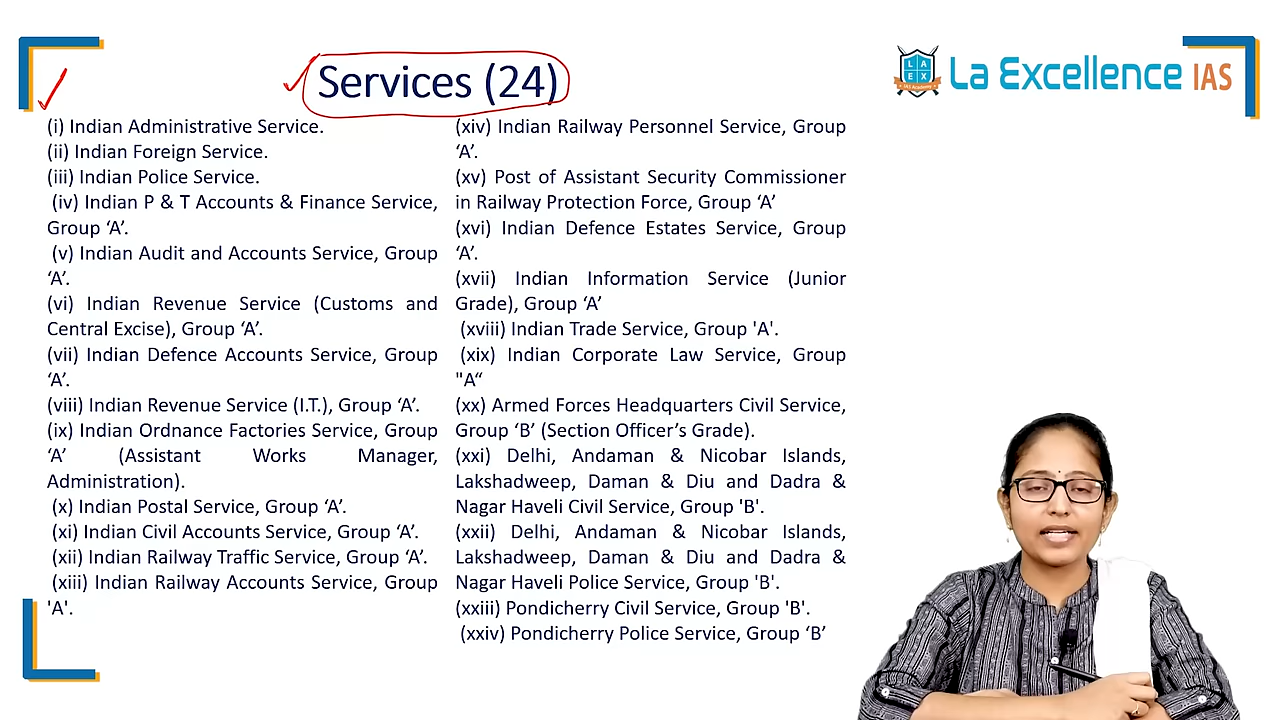 Services (24)
La Excellence IAS
(i) Indian Administrative Service.
(ii) Indian Foreign Service.
(iii) Indian Police Service.
(iv) Indian P & T Accounts & Finance Service,
Group ‘A’.
(v) Indian Audit and Accounts Service, Group
‘A’.
(vi) Indian Revenue Service (Customs and
Central Excise), Group ‘A’.
(vii) Indian Defence Accounts Service, Group
‘A’.
(viii) Indian Revenue Service (I.T.), Group ‘A’.
(ix) Indian Ordnance Factories Service, Group
‘A’ (Assistant Works Manager,
Administration).
(x) Indian Postal Service, Group ‘A’.
(xi) Indian Civil Accounts Service, Group ‘A’.
(xii) Indian Railway Traffic Service, Group ‘A’.
(xiii) Indian Railway Accounts Service, Group
'A'.
(xiv) Indian Railway Personnel Service, Group
‘A’.
(xv) Post of Assistant Security Commissioner
in Railway Protection Force, Group ‘A’
(xvi) Indian Defence Estates Service, Group
‘A’.
(xvii) Indian Information Service (Junior
Grade), Group ‘A’
(xviii) Indian Trade Service, Group 'A'.
(xix) Indian Corporate Law Service, Group
"A“
(xx) Armed Forces Headquarters Civil Service,
Group ‘B’ (Section Officer’s Grade).
(xxi) Delhi, Andaman & Nicobar Islands,
Lakshadweep, Daman & Diu and Dadra &
Nagar Haveli Civil Service, Group 'B'.
(xxii) Delhi, Andaman & Nicobar Islands,
Lakshadweep, Daman & Diu and Dadra &
Nagar Haveli Police Service, Group 'B'.
(xxiii) Pondicherry Civil Service, Group 'B'.
(xxiv) Pondicherry Police Service, Group ‘B’